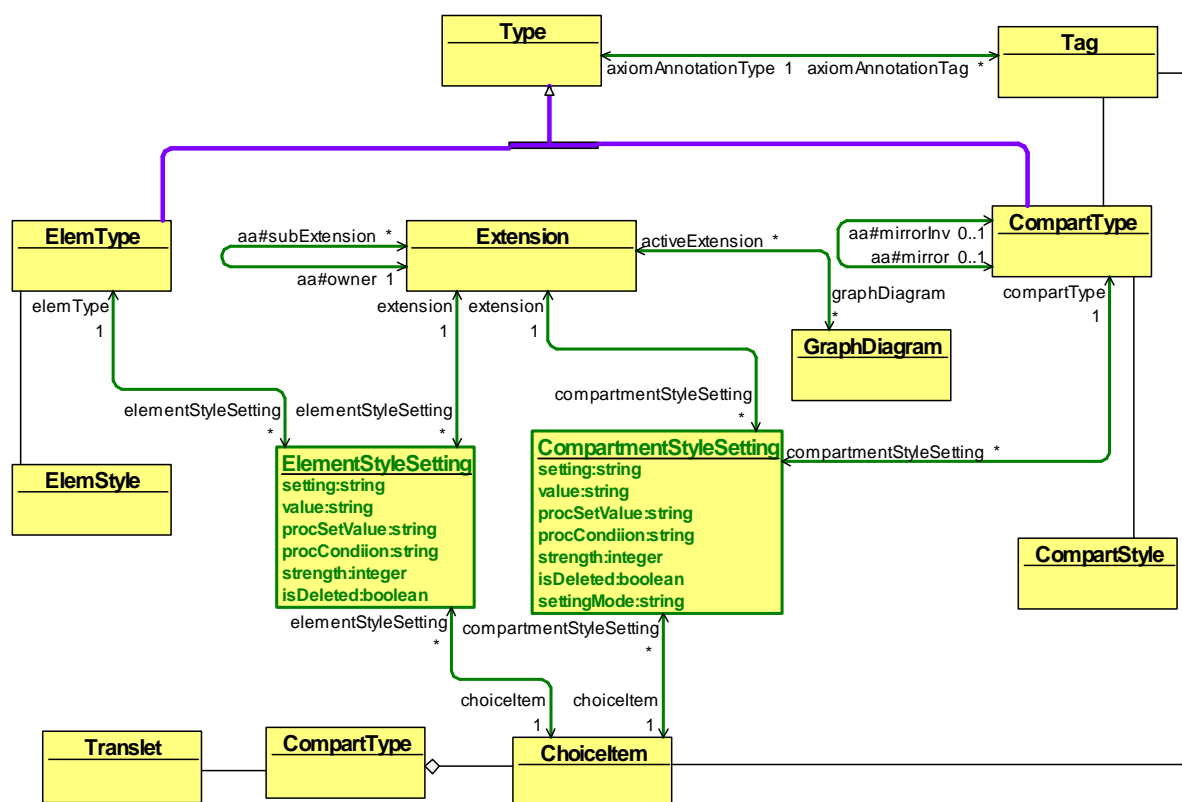 Type
Tag
axiomAnnotationType 1 axiomAnnotationTag *
ElemType
aa#subExtension *
Extension
activeExtension *
aa#mirrorInv 0..1
CompartType
aa#owner 1
aa#mirror 0..1
elemType
1
extension
1
extension
1
graphDiagram
*
compartType
1
GraphDiagram
elementStyleSetting
*
elementStyleSetting
*
compartmentStyleSetting
*
ElementStyleSetting
setting:string
value:string
procSetValue:string
procCondiion:string
strength:integer
isDeleted:boolean
CompartmentStyleSetting
setting:string
value:string
procSetValue:string
procCondiion:string
strength:integer
isDeleted:boolean
settingMode:string
compartmentStyleSetting *
ElemStyle
CompartStyle
elementStyleSetting
*
compartmentStyleSetting
*
choiceItem
1
choiceItem
1
Translet
CompartType
ChoiceItem